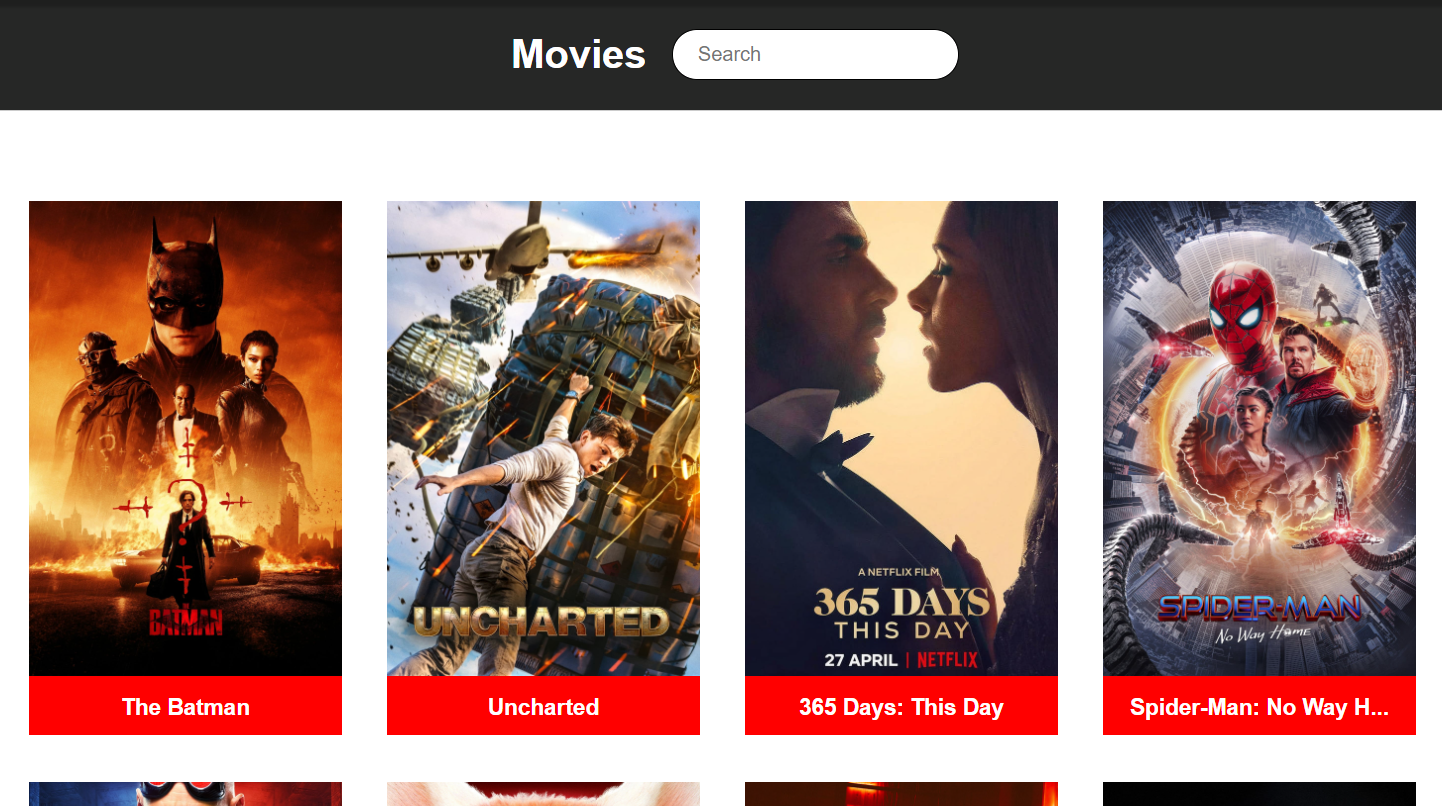 Movies
Search
BATMAN
UNCHARTED
A NETFLIX FILM
365 DAYS
THIS DAY
27 APRIL | NETFLIX
SPIDER-MAN
No Way Home
The Batman
Uncharted
365 Days: This Day
Spider-Man: No Way H...